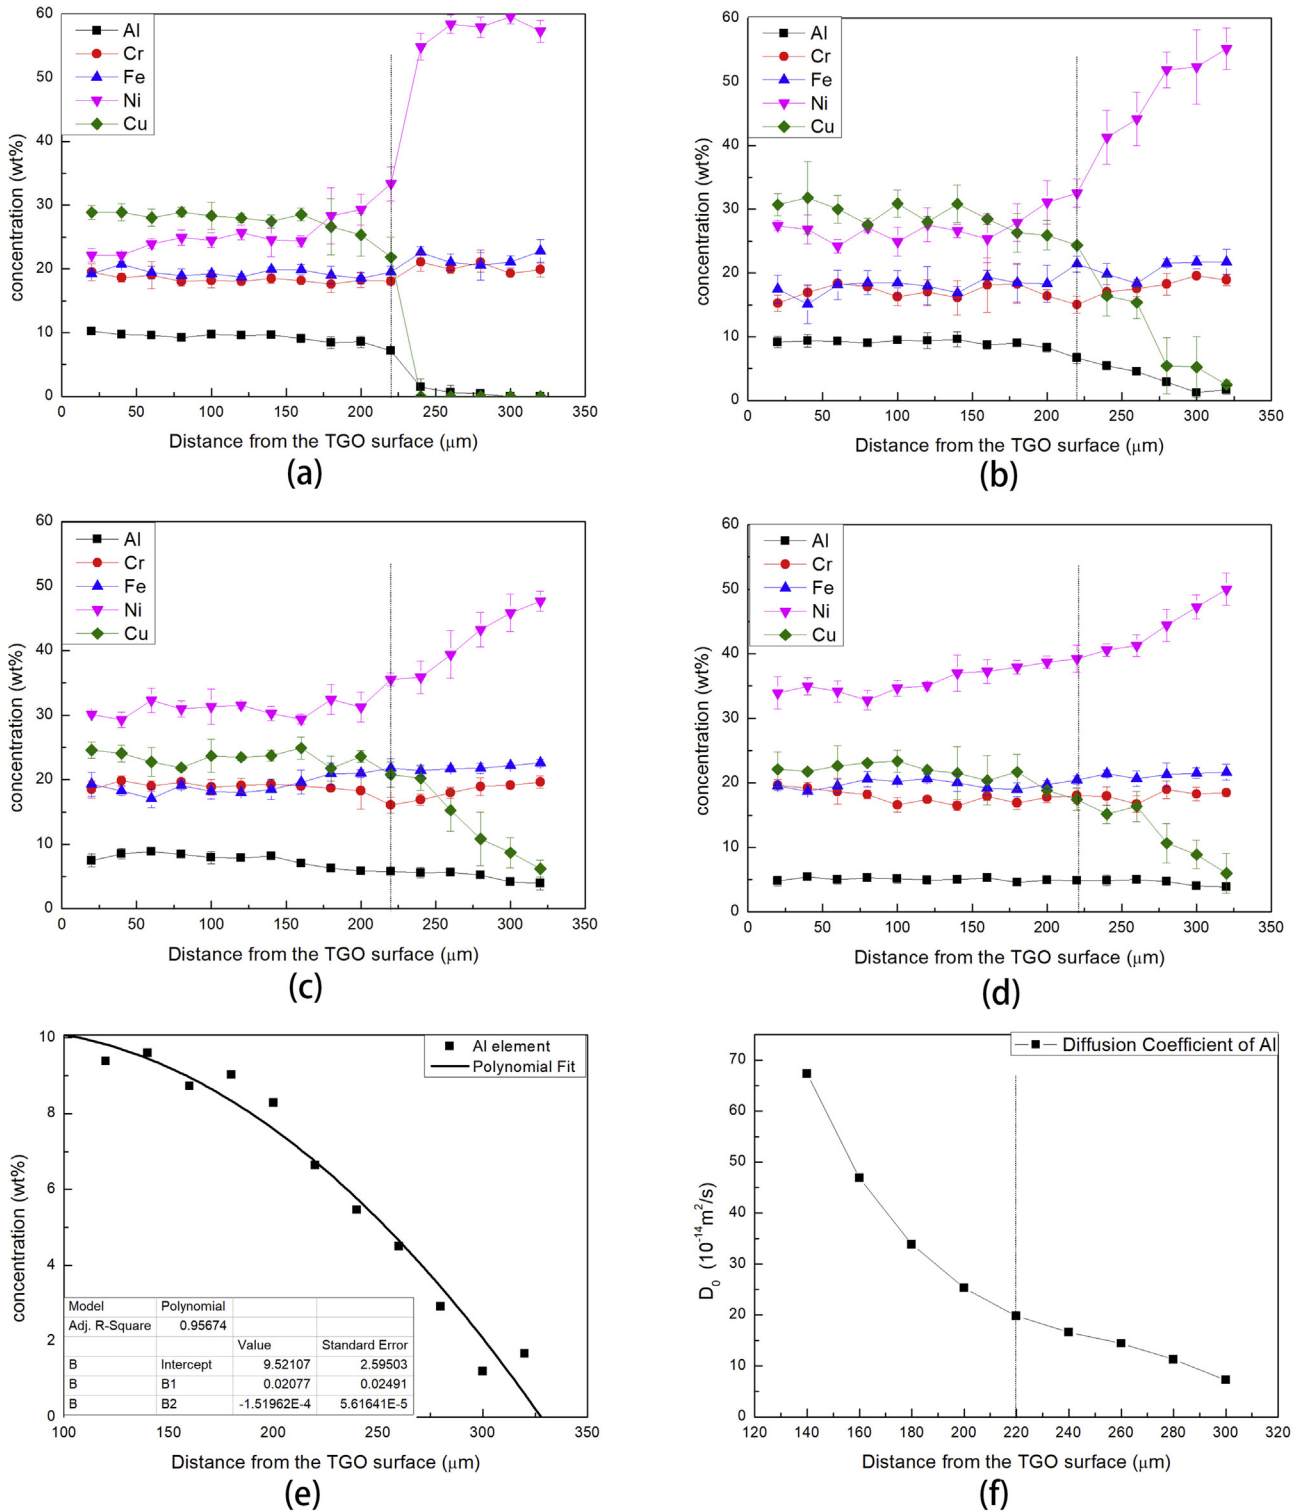 Al
Cr
Fe
Ni
Cu
concentration (wt%)
60
50
40
30
20
10
0
0 50 100 150 200 250 300 350
Distance from the TGO surface (μm)
(a)
Al
Cr
Fe
Ni
Cu
concentration (wt%)
60
50
40
30
20
10
0
0 50 100 150 200 250 300 350
Distance from the TGO surface (μm)
(b)
Al
Cr
Fe
Ni
Cu
concentration (wt%)
60
50
40
30
20
10
0
0 50 100 150 200 250 300 350
Distance from the TGO surface (μm)
(c)
Al
Cr
Fe
Ni
Cu
concentration (wt%)
60
50
40
30
20
10
0
0 50 100 150 200 250 300 350
Distance from the TGO surface (μm)
(d)
Al element
Polynomial Fit
concentration (wt%)
10
8
6
4
2
0
Model Polynomial
Adj. R-Square 0.95674
Value Standard Error
B Intercept 9.52107 2.59503
B B1 0.02077 0.02491
B B2 -1.51962E-4 5.61641E-5
100 150 200 250 300 350
Distance from the TGO surface (μm)
(e)
Diffusion Coefficient of Al
D₀ (10⁻¹⁴m²/s)
70
60
50
40
30
20
10
0
120 140 160 180 200 220 240 260 280 300 320
Distance from the TGO surface (μm)
(f)